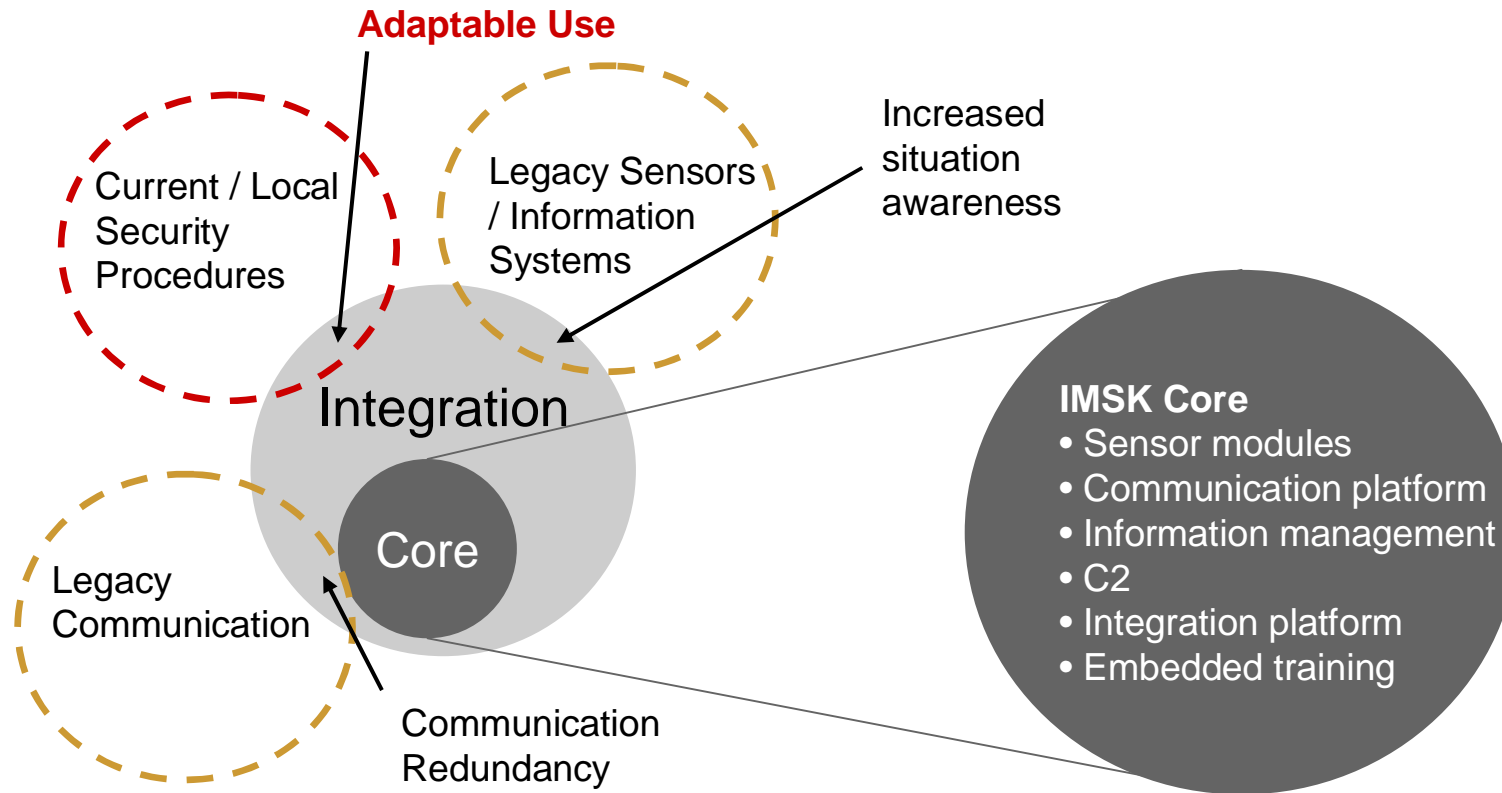 Adaptable Use
Current / Local
Security
Procedures
Legacy Sensors
/ Information
Systems
Increased
situation
awareness
Integration
Core
Legacy
Communication
Communication
Redundancy
IMSK Core
• Sensor modules
• Communication platform
• Information management
• C2
• Integration platform
• Embedded training